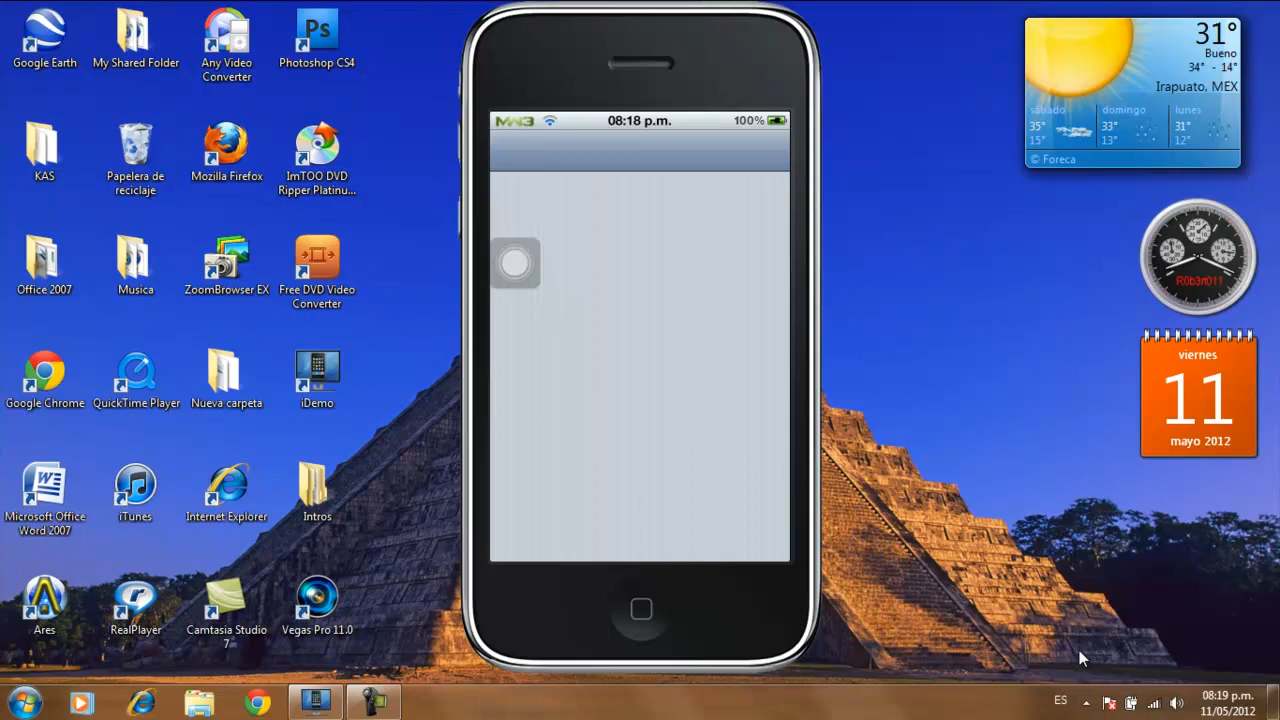 Google Earth
My Shared Folder
Any Video
Converter
Ps
Photoshop CS4
KAS
Papelera de
reciclaje
Mozilla Firefox
ImTOO DVD
Ripper Platinu...
Office 2007
Musica
ZoomBrowser EX
Free DVD Video
Converter
Google Chrome
QuickTime Player
Nueva carpeta
iDemo
W
Microsoft Office
Word 2007
iTunes
Internet Explorer
Intros
Ares
RealPlayer
Camtasia Studio
7
Vegas Pro 11.0
MW3
08:18 p.m.
100%
31°
Bueno
34° - 14°
Irapuato, MEX
sábado
domingo
lunes
35°
33°
31°
15°
13°
12°
© Foreca
R0b3rt011
viernes
11
mayo 2012
ES
08:19 p.m.
11/05/2012